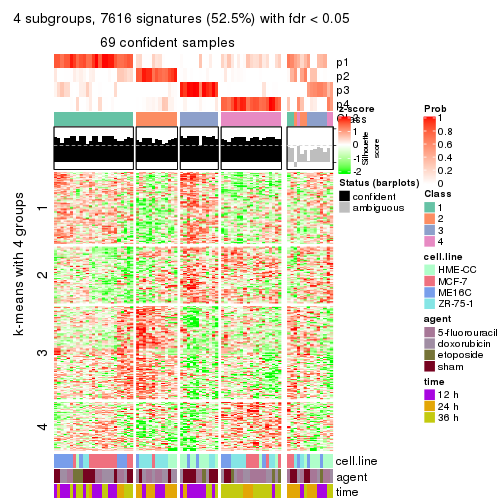 4 subgroups, 7616 signatures (52.5%) with fdr < 0.05
69 confident samples
p1
p2
p3
p4
Class
z-score
2
1
0
-1
-2
Silhouette
score
Status (barplots)
confident
ambiguous
Prob
1
0.8
0.6
0.4
0.2
0
Class
1
2
3
4
cell.line
HME-CC
MCF-7
ME16C
ZR-75-1
agent
5-fluorouracil
doxorubicin
etoposide
sham
time
12 h
24 h
36 h
k-means with 4 groups
1
2
3
4
cell.line
agent
time